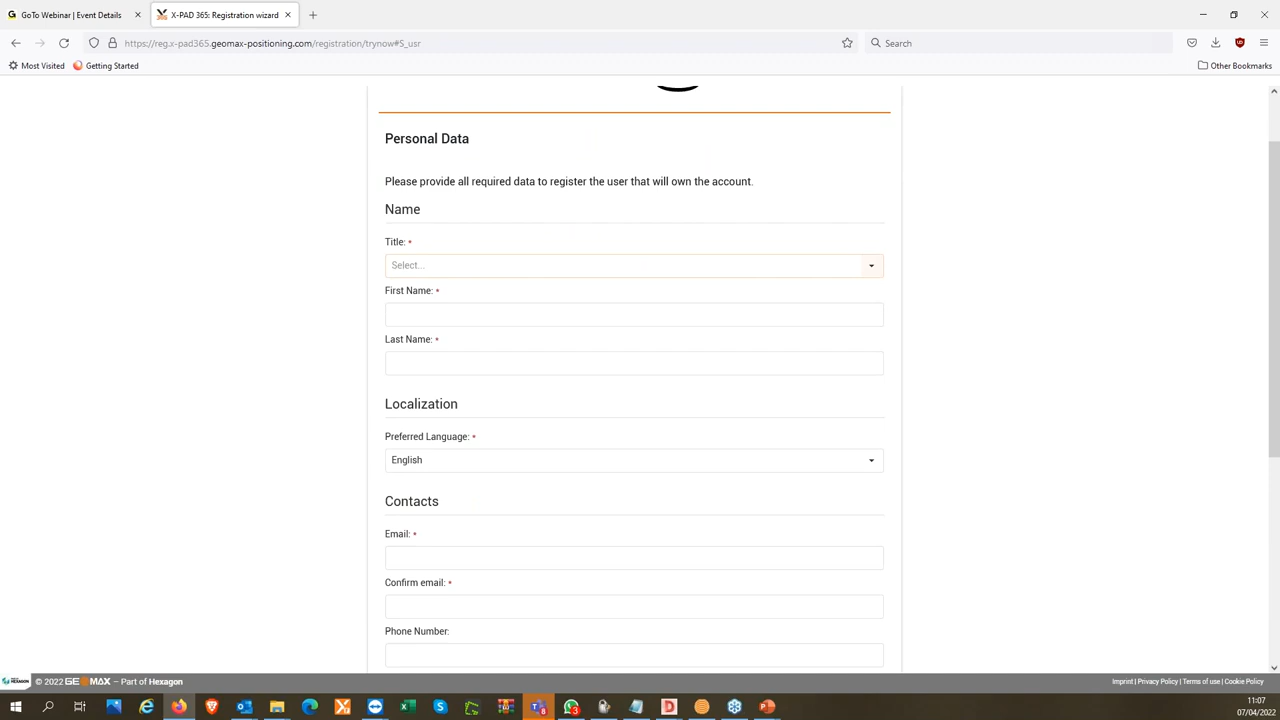 GoTo Webinar | Event Details
X-PAD 365: Registration wizard
https://reg.x-pad365.geomax-positioning.com/registration/trynow#S_usr
Search
Most Visited
Getting Started
Other Bookmarks
Personal Data
Please provide all required data to register the user that will own the account.
Name
Title: *
Select...
First Name: *
Last Name: *
Localization
Preferred Language: *
English
Contacts
Email: *
Confirm email: *
Phone Number:
© 2022 GEOMAX – Part of Hexagon
Imprint | Privacy Policy | Terms of use | Cookie Policy
11:07
07/04/2022